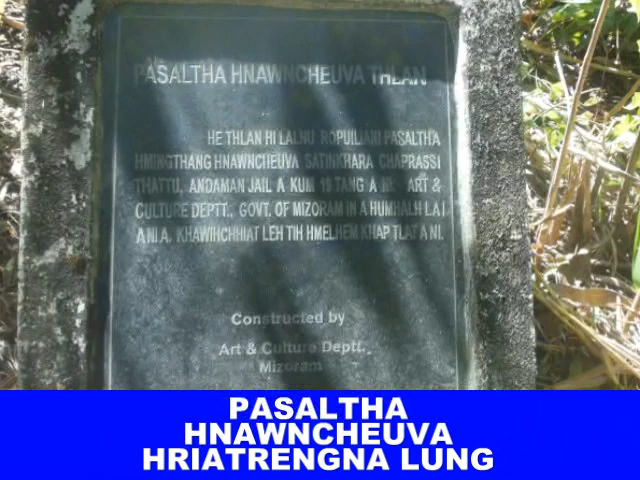 PASALTHA HNAWNCHEUVA THLAN
HE THLAN HI LALNU ROPUILIANI PASALTHA
HMINGTHANG HNAWNCHEUVA SATINKHARA CHAPRASSI
THATTU, ANDAMAN JAIL A KUM 19 TANG A NI. ART &
CULTURE DEPTT., GOVT. OF MIZORAM IN A HUMHALH LAI
A NI A. KHAWIHCHHIAT LEH TIH HMELHEM KHAP TLAT A NI.
Constructed by
Art & Culture Deptt.,
Mizoram
PASALTHA
HNAWNCHEUVA
HRIATRENGNA LUNG